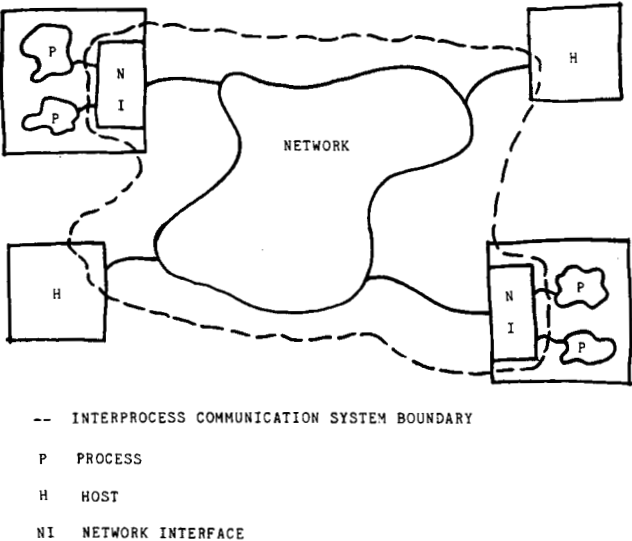 P
N
I
P
H
NETWORK
H
N
I
P
P
-- INTERPROCESS COMMUNICATION SYSTEM BOUNDARY
P PROCESS
H HOST
NI NETWORK INTERFACE